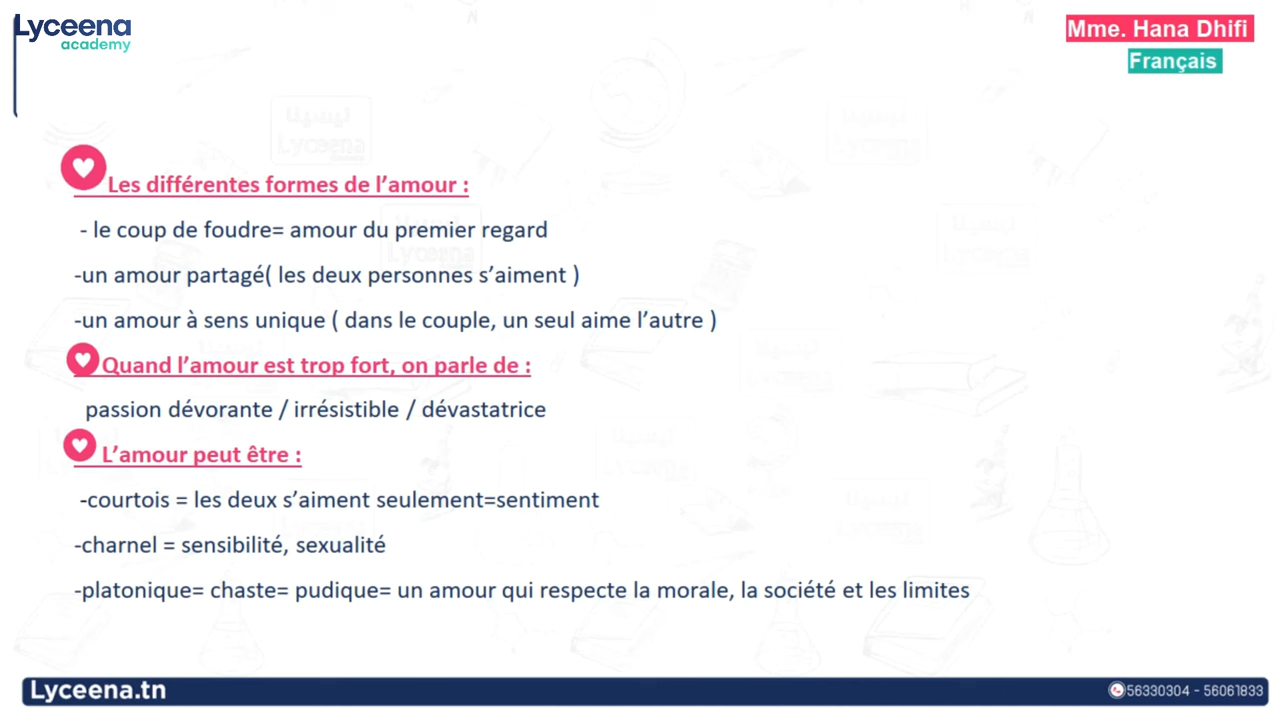 Lyceena
academy
Mme. Hana Dhifi
Français
Les différentes formes de l’amour :
- le coup de foudre= amour du premier regard
-un amour partagé( les deux personnes s’aiment )
-un amour à sens unique ( dans le couple, un seul aime l’autre )
Quand l’amour est trop fort, on parle de :
passion dévorante / irrésistible / dévastatrice
L’amour peut être :
-courtois = les deux s’aiment seulement=sentiment
-charnel = sensibilité, sexualité
-platonique= chaste= pudique= un amour qui respecte la morale, la société et les limites
Lyceena.tn
56330304 - 56061833